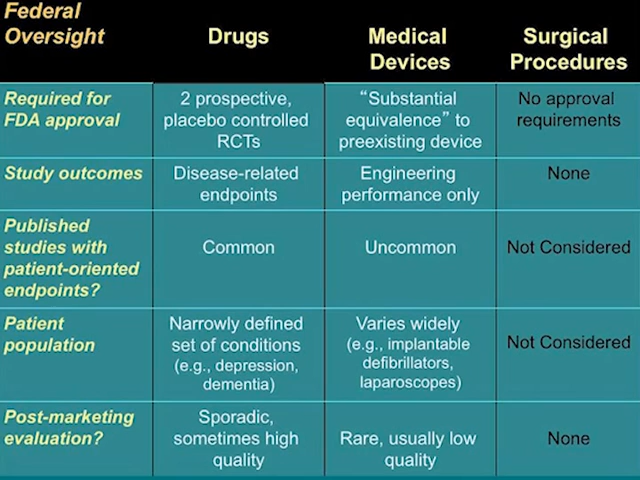 Federal
Oversight
Drugs
Medical
Devices
Surgical
Procedures
Required for
FDA approval
2 prospective,
placebo controlled
RCTs
“Substantial
equivalence” to
preexisting device
No approval
requirements
Study outcomes
Disease-related
endpoints
Engineering
performance only
None
Published
studies with
patient-oriented
endpoints?
Common
Uncommon
Not Considered
Patient
population
Narrowly defined
set of conditions
(e.g., depression,
dementia)
Varies widely
(e.g., implantable
defibrillators,
laparoscopes)
Not Considered
Post-marketing
evaluation?
Sporadic,
sometimes high
quality
Rare, usually low
quality
None